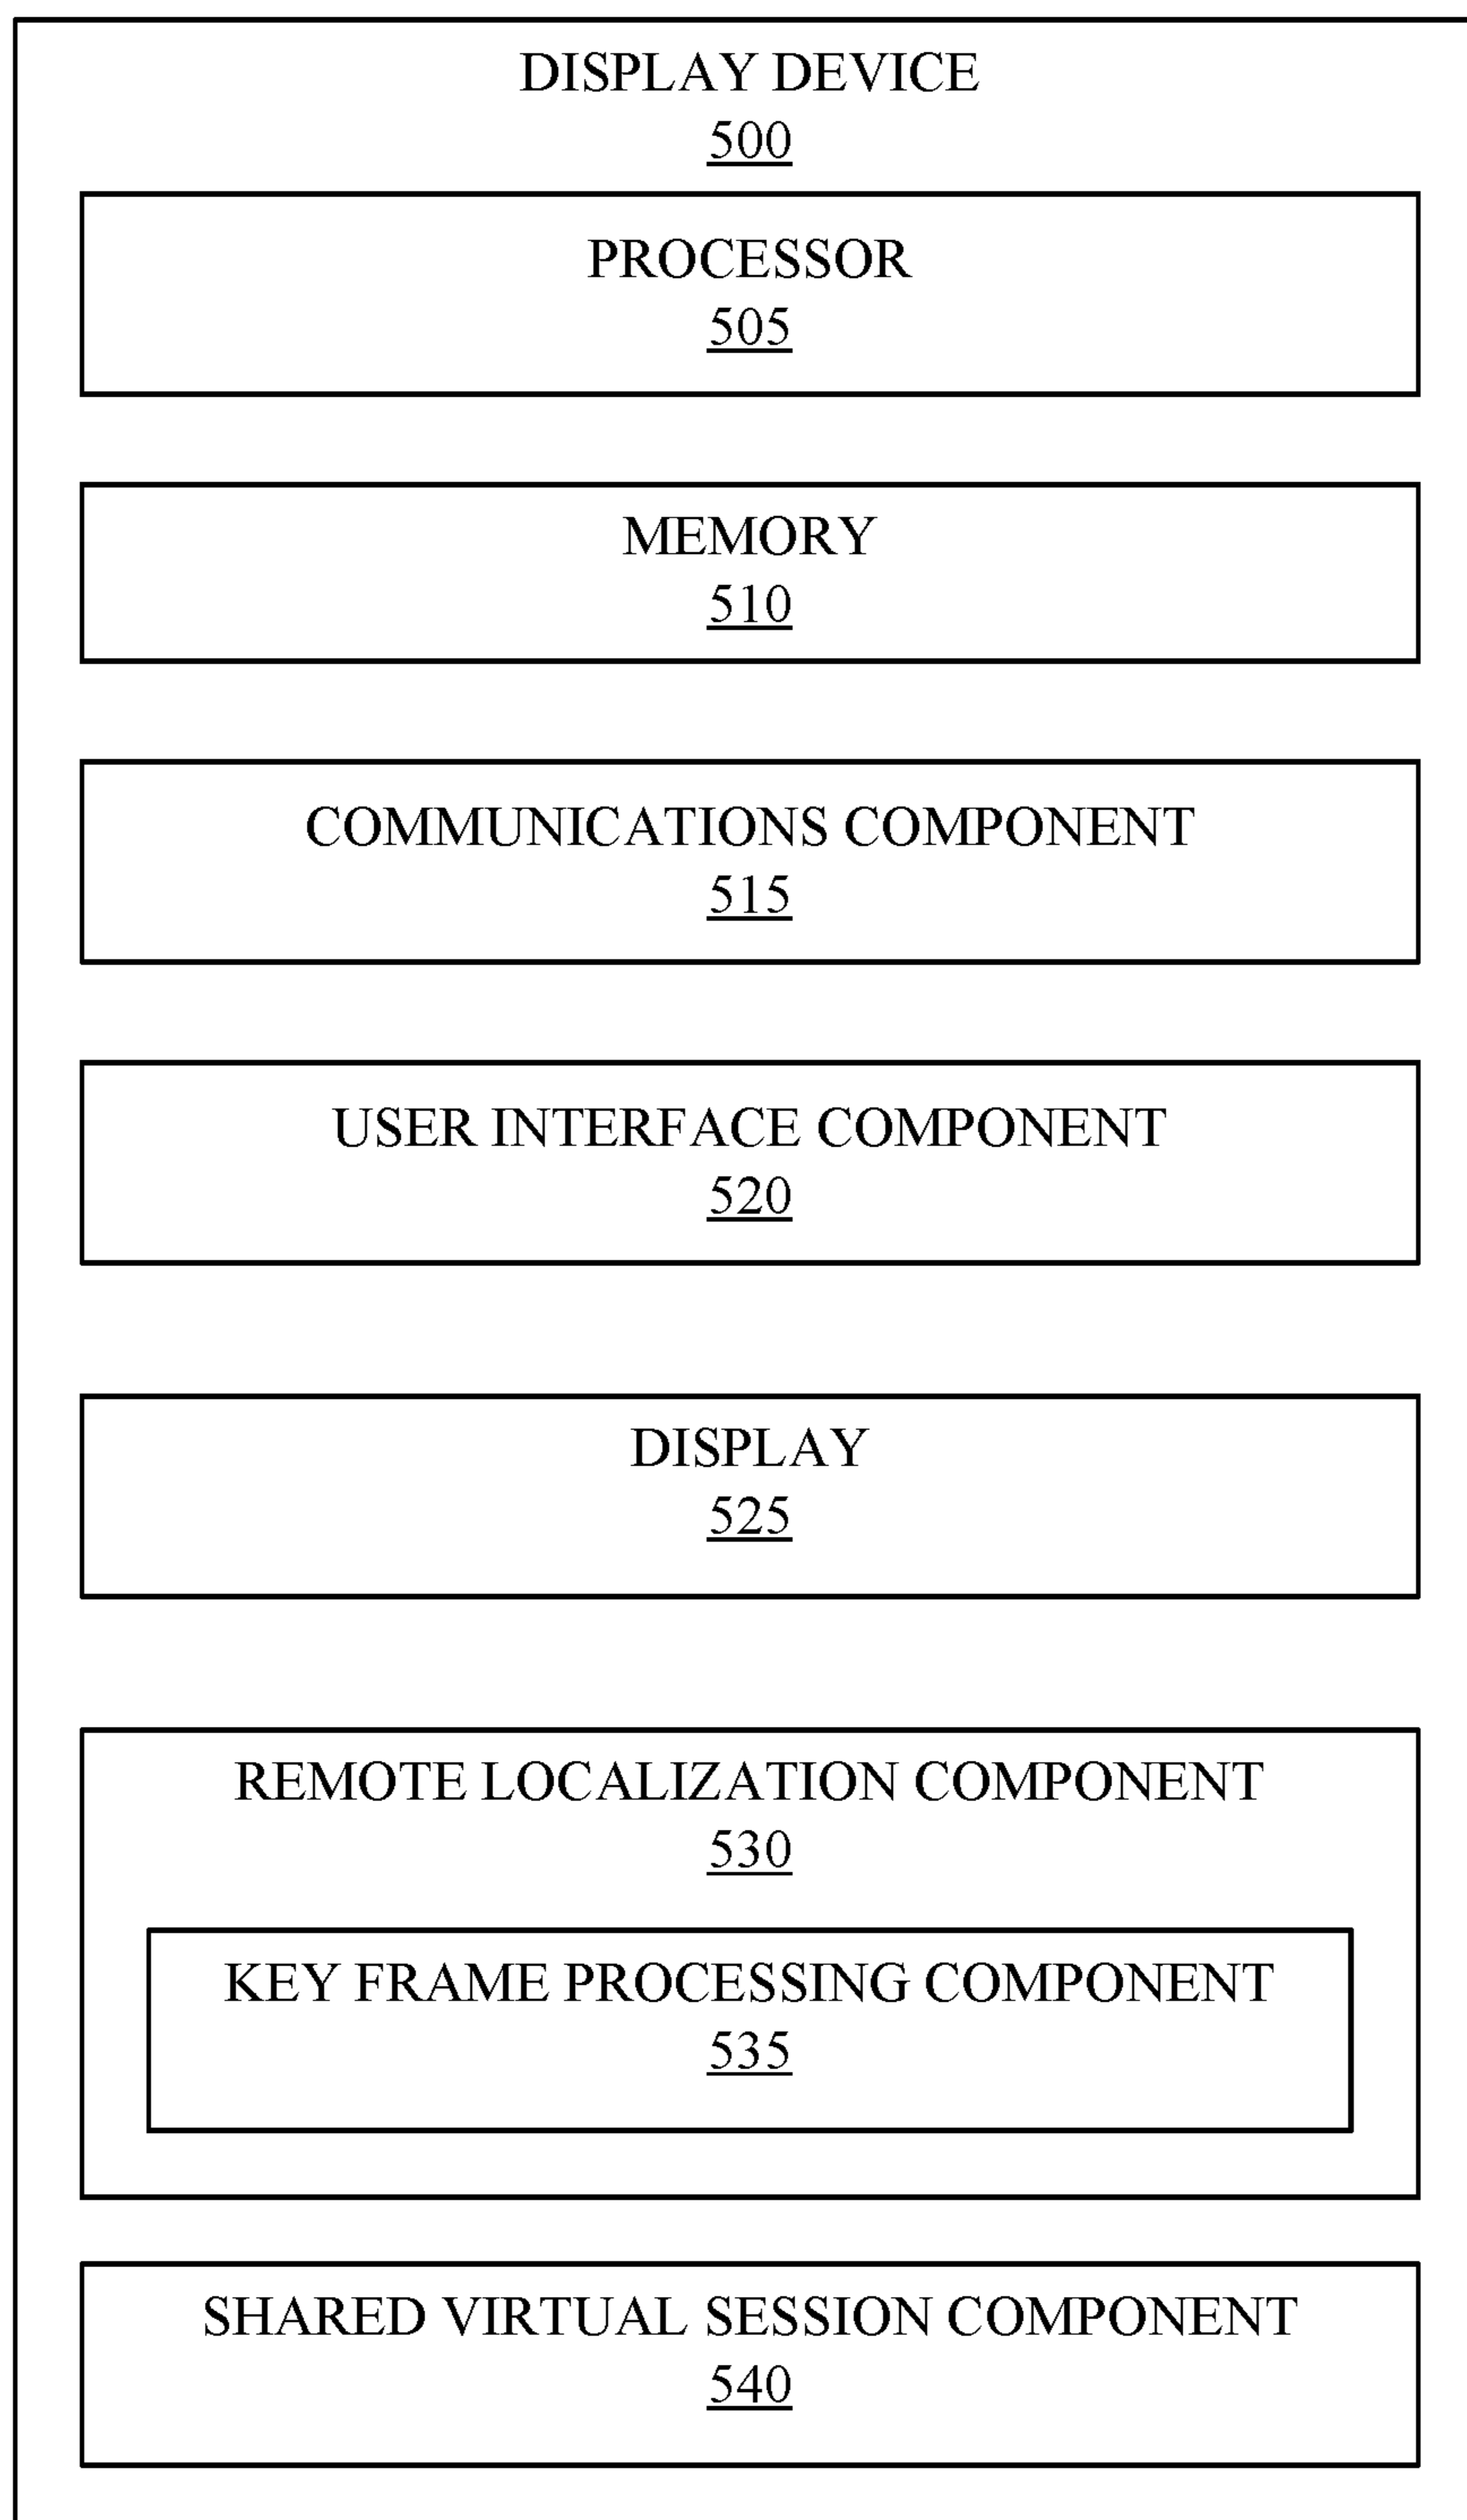 DISPLAY DEVICE
500
PROCESSOR
505
MEMORY
510
COMMUNICATIONS COMPONENT
515
USER INTERFACE COMPONENT
520
DISPLAY
525
REMOTE LOCALIZATION COMPONENT
530
KEY FRAME PROCESSING COMPONENT
535
SHARED VIRTUAL SESSION COMPONENT
540